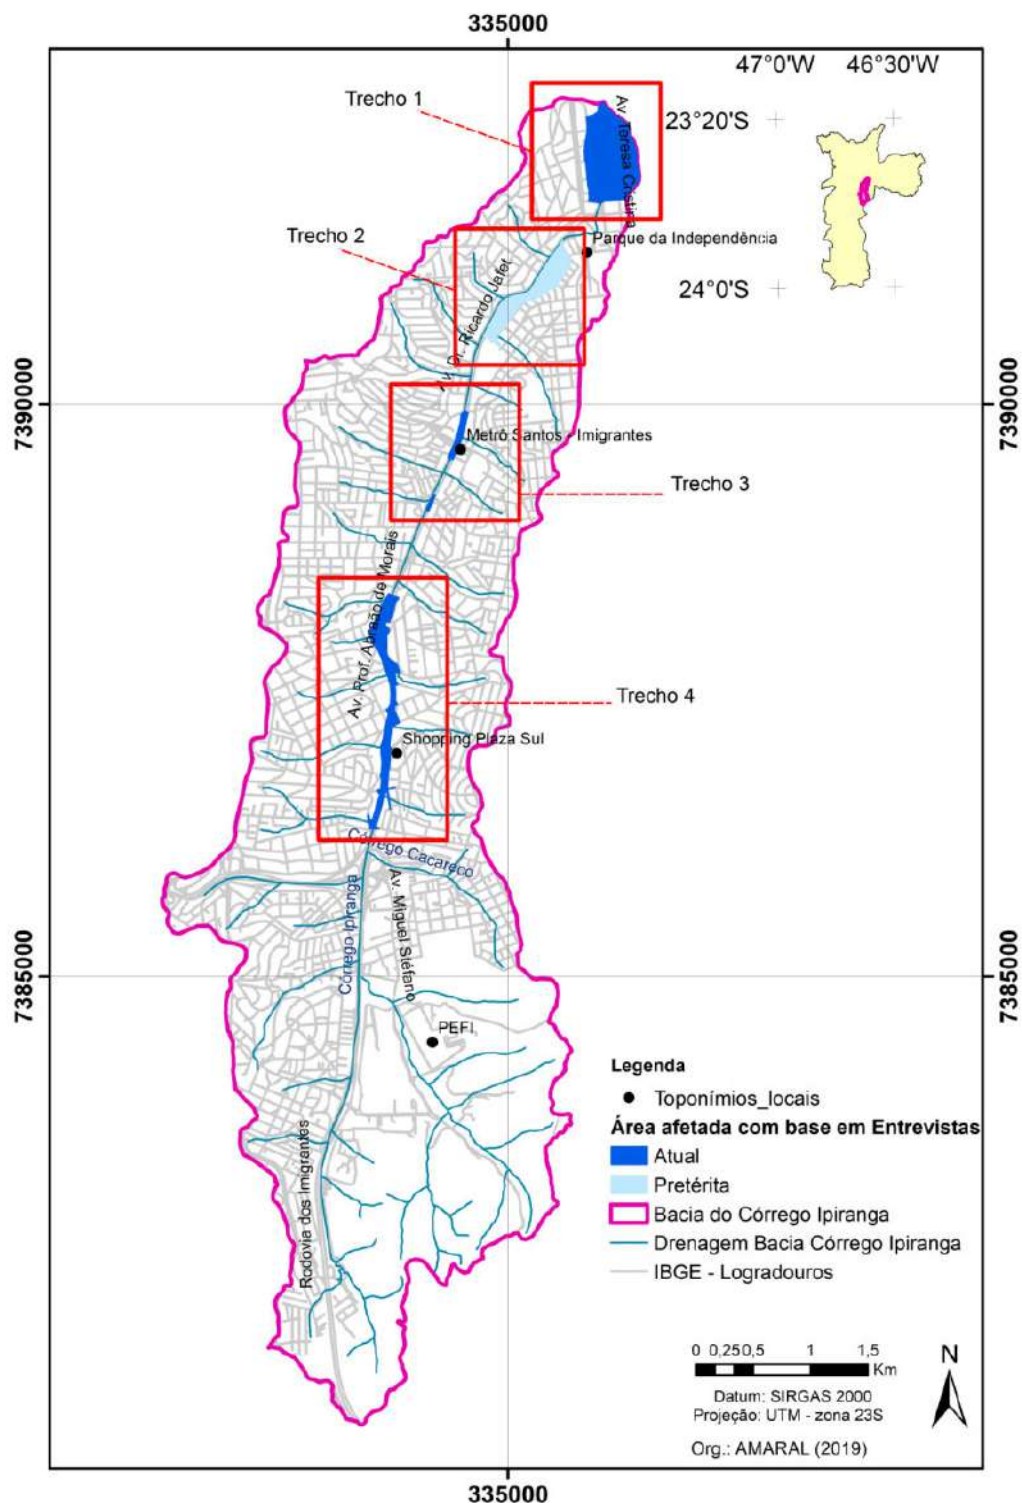 335000
47°0'W 46°30'W
Trecho 1
Av. Teresa Cristina
23°20'S
Trecho 2
Parque da Independência
24°0'S
Av. Dr. Ricardo Jafet
7390000
7390000
Metrô Santos - Imigrantes
Trecho 3
Av. Prof. Abraão de Morais
Trecho 4
Shopping Plaza Sul
Córrego Cacareco
Av. Miguel Stéfano
Córrego Ipiranga
7385000
7385000
PEFI
Rodovia dos Imigrantes
Legenda
Toponímios_locais
Área afetada com base em Entrevistas
Atual
Pretérita
Bacia do Córrego Ipiranga
Drenagem Bacia Córrego Ipiranga
IBGE - Logradouros
0 0,25 0,5 1 1,5
Km
N
Datum: SIRGAS 2000
Projeção: UTM - zona 23S
Org.: AMARAL (2019)
335000